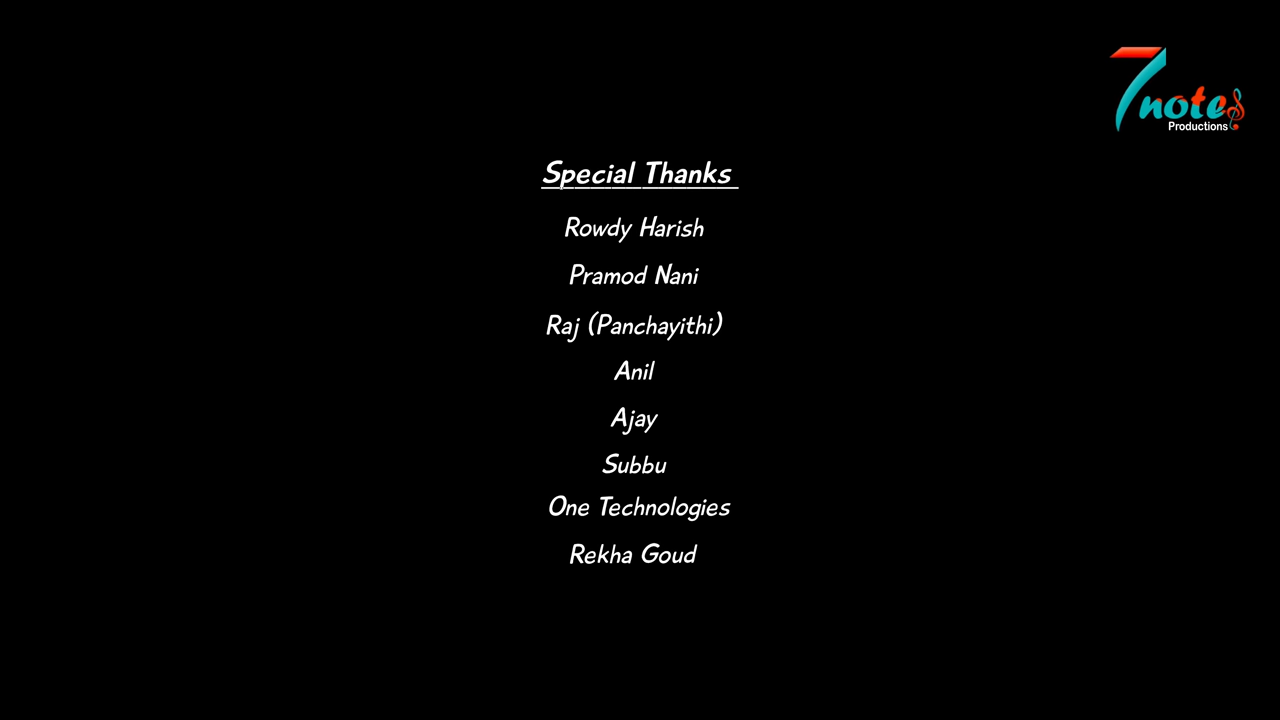 7notes
Productions
Special Thanks
Rowdy Harish
Pramod Nani
Raj (Panchayithi)
Anil
Ajay
Subbu
One Technologies
Rekha Goud